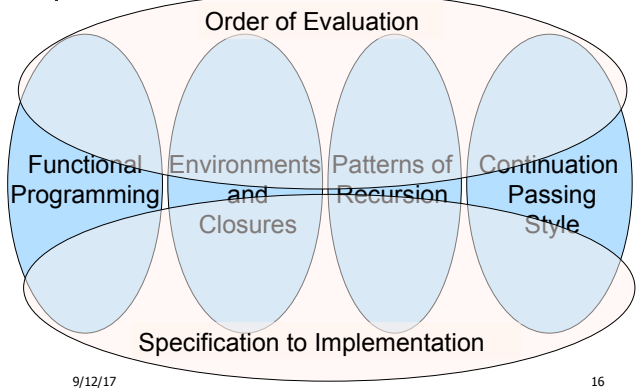 Order of Evaluation
Functional
Programming
Environments
and
Closures
Patterns of
Recursion
Continuation
Passing
Style
Specification to Implementation
9/12/17
16